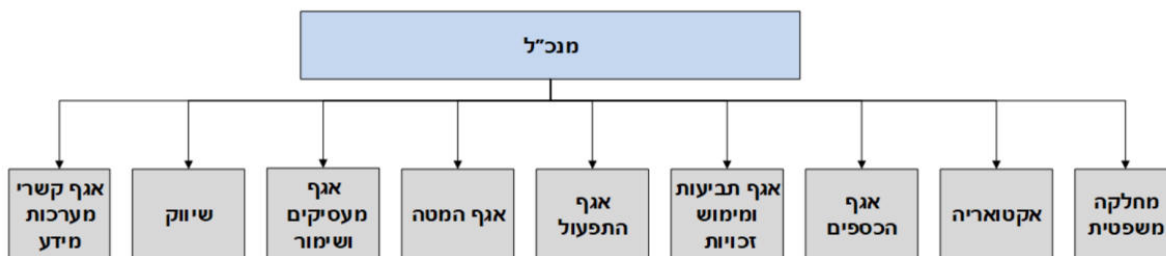 מנכ"ל
מחלקה
משפטית
אקטואריה
אגף
הכספים
אגף תביעות
ומימוש
זכויות
אגף
התפעול
אגף המטה
אגף
מעסיקים
ושימור
שיווק
אגף קשרי
מערכות
מידע